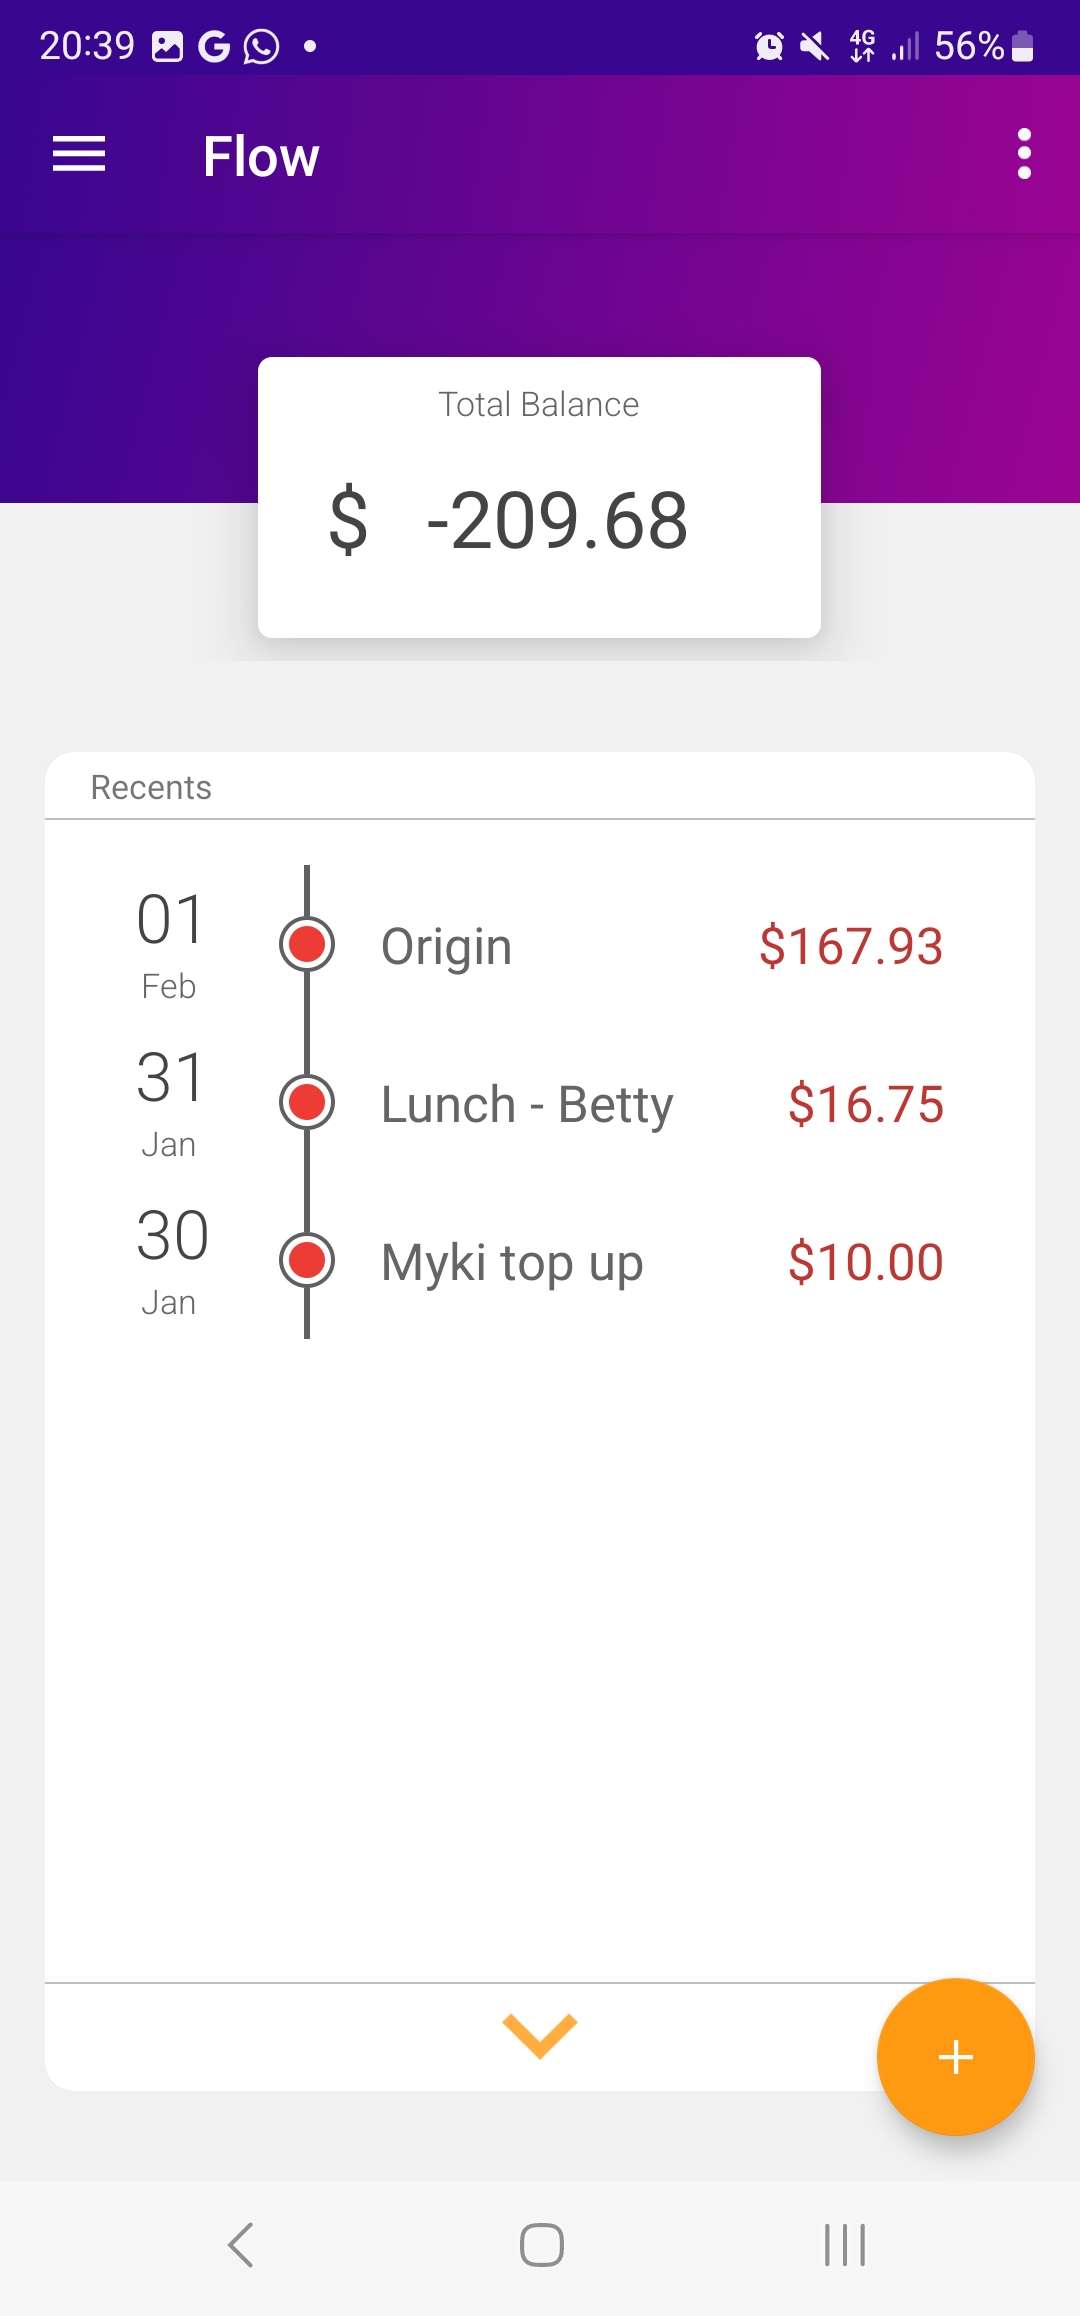 20:39 4G 56%
Flow
Total Balance
$ -209.68
Recents
01 Feb Origin $167.93
31 Jan Lunch - Betty $16.75
30 Jan Myki top up $10.00